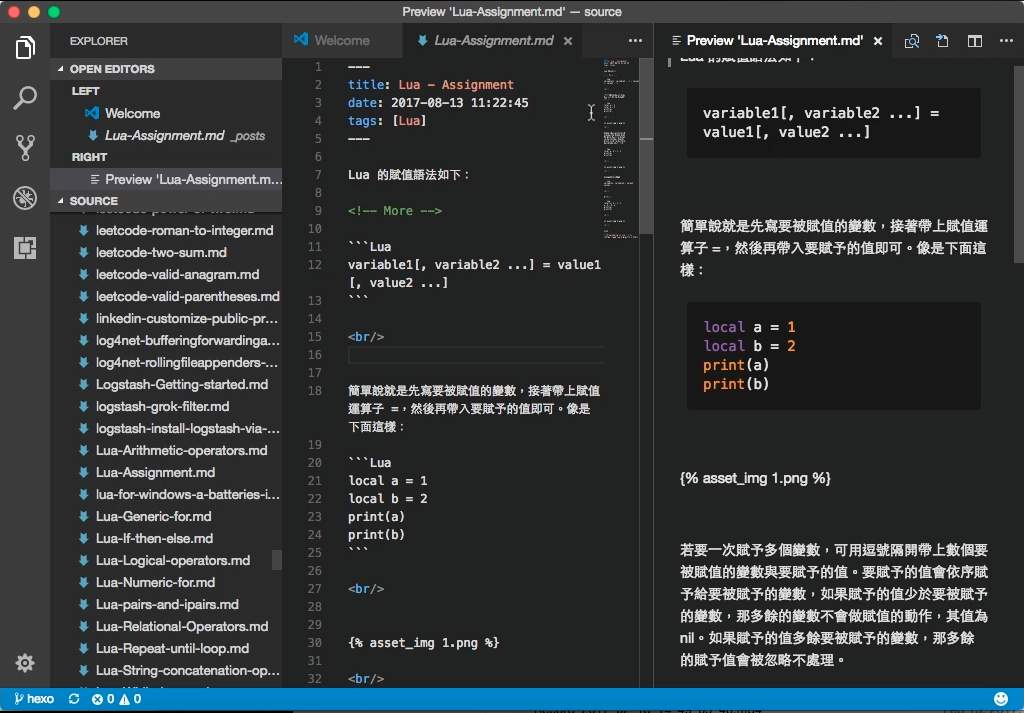 Preview 'Lua-Assignment.md' — source
EXPLORER
OPEN EDITORS
LEFT
Welcome
Lua-Assignment.md _posts
RIGHT
Preview 'Lua-Assignment.m...
SOURCE
leetcode-power-of-two.md
leetcode-roman-to-integer.md
leetcode-two-sum.md
leetcode-valid-anagram.md
leetcode-valid-parentheses.md
linkedin-customize-public-pr...
log4net-bufferingforwardinga...
log4net-rollingfileappenders-...
Logstash-Getting-started.md
logstash-grok-filter.md
logstash-install-logstash-via-...
Lua-Arithmetic-operators.md
Lua-Assignment.md
lua-for-windows-a-batteries-i...
Lua-Generic-for.md
Lua-If-then-else.md
Lua-Logical-operators.md
Lua-Numeric-for.md
Lua-pairs-and-ipairs.md
Lua-Relational-Operators.md
Lua-Repeat-until-loop.md
Lua-String-concatenation-op...
Welcome
Lua-Assignment.md
1 ---
2 title: Lua - Assignment
3 date: 2017-08-13 11:22:45
4 tags: [Lua]
5 ---
6
7 Lua 的賦值語法如下：
8
9 <!-- More -->
10
11 ```Lua
12 variable1[, variable2 ...] = value1
[, value2 ...]
13 ```
14
15 <br/>
16
17
18 簡單說就是先寫要被賦值的變數，接著帶上賦值
運算子 =，然後再帶入要賦予的值即可。像是
下面這樣：
19
20 ```Lua
21 local a = 1
22 local b = 2
23 print(a)
24 print(b)
25 ```
26
27 <br/>
28
29
30 {% asset_img 1.png %}
31
32 <br/>
Preview 'Lua-Assignment.md'
Lua 的賦值語法如下：
variable1[, variable2 ...] =
value1[, value2 ...]
簡單說就是先寫要被賦值的變數，接著帶上賦值運
算子 =，然後再帶入要賦予的值即可。像是下面這
樣：
local a = 1
local b = 2
print(a)
print(b)
{% asset_img 1.png %}
若要一次賦予多個變數，可用逗號隔開帶上數個要
被賦值的變數與要賦予的值。要賦予的值會依序賦
予給要被賦予的變數，如果賦予的值少於要被賦予
的變數，那多餘的變數不會做賦值的動作，其值為
nil。如果賦予的值多餘要被賦予的變數，那多餘
的賦予值會被忽略不處理。
hexo 0 0